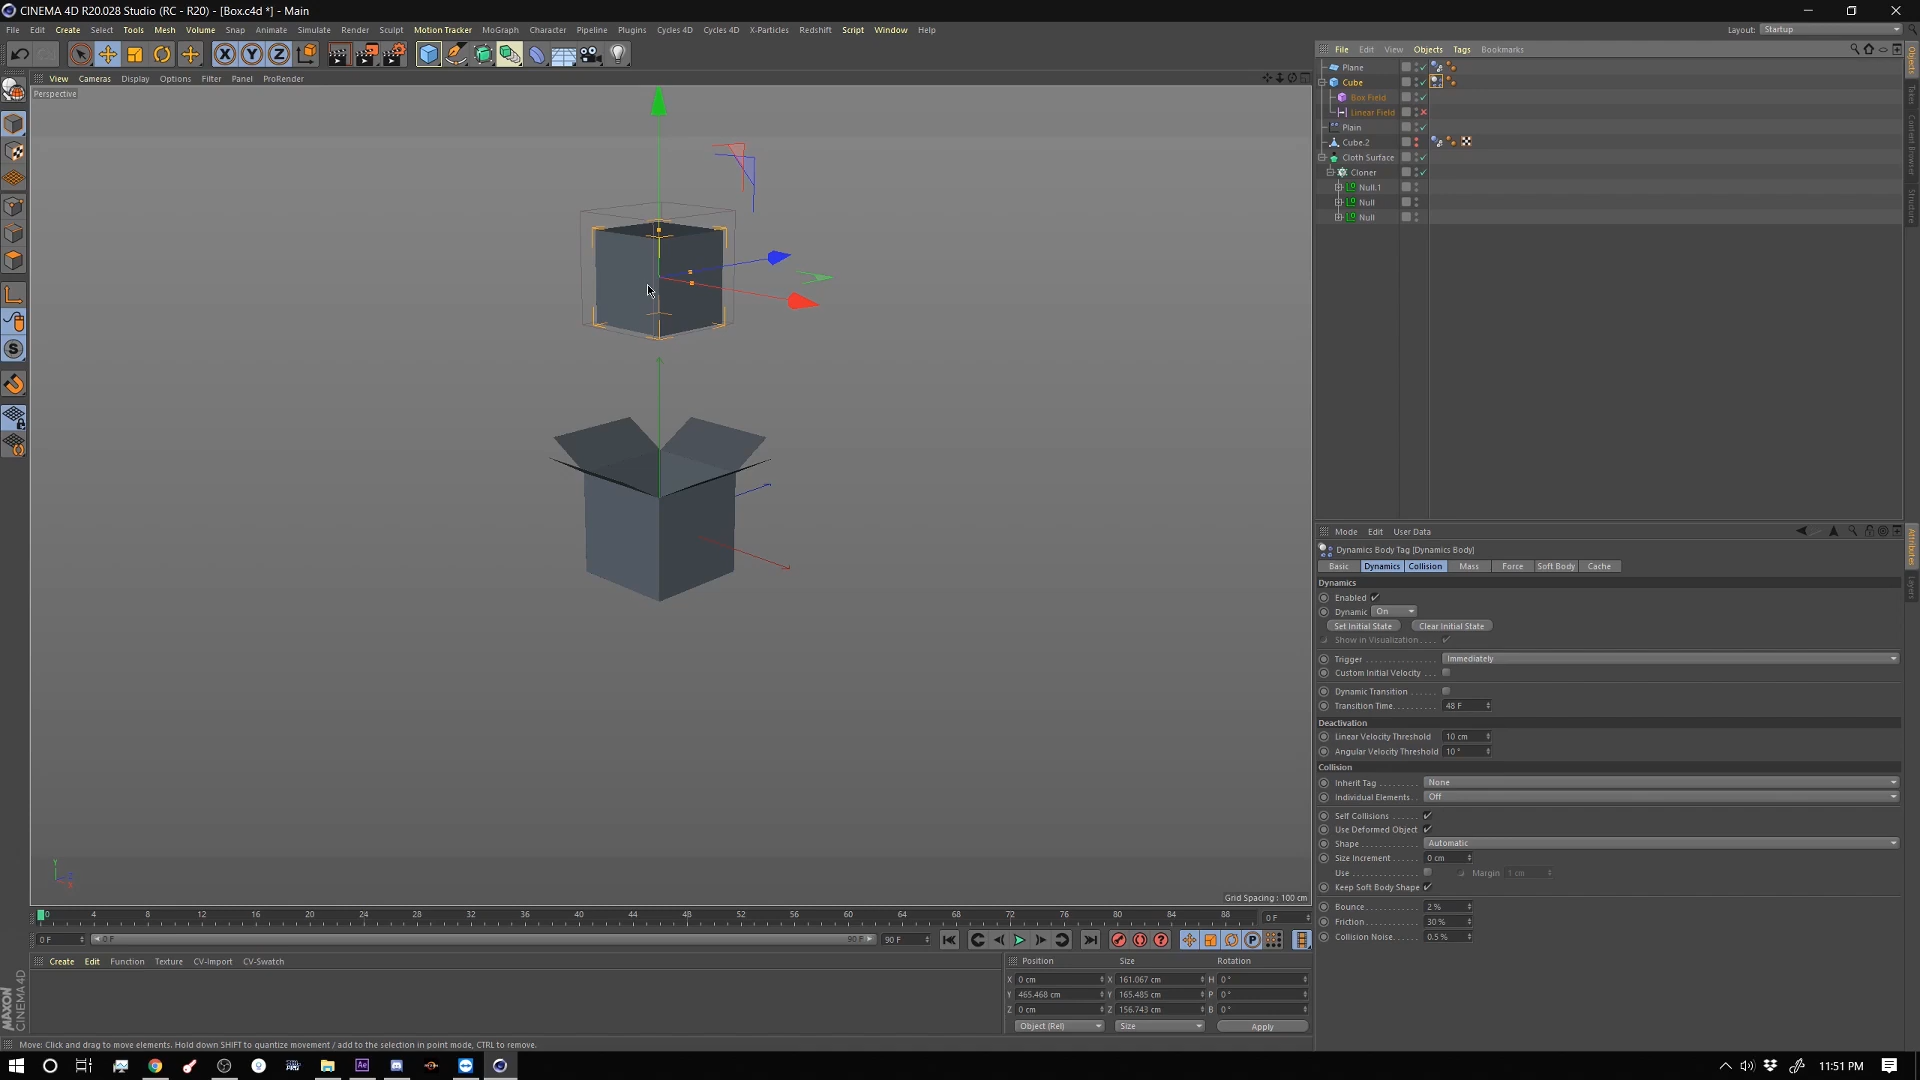 CINEMA 4D R20.028 Studio (RC - R20) - [Box.c4d *] - Main
File Edit Create Select Tools Mesh Volume Snap Animate Simulate Render Sculpt Motion Tracker MoGraph Character Pipeline Plugins Cycles 4D Cycles 4D X-Particles Redshift Script Window Help
Layout: Startup
View Cameras Display Options Filter Panel ProRender
Perspective
File Edit View Objects Tags Bookmarks
Plane
Cube
Box Field
Linear Field
Plain
Cube.2
Cloth Surface
Cloner
Null.1
Null
Null
Objects
Takes
Content Browser
Structure
Mode Edit User Data
Dynamics Body Tag [Dynamics Body]
Basic Dynamics Collision Mass Force Soft Body Cache
Dynamics
Enabled
Dynamic On
Set Initial State Clear Initial State
Show in Visualization
Trigger Immediately
Custom Initial Velocity
Dynamic Transition
Transition Time 48 F
Deactivation
Linear Velocity Threshold 10 cm
Angular Velocity Threshold 10 °
Collision
Inherit Tag None
Individual Elements Off
Self Collisions
Use Deformed Object
Shape Automatic
Size Increment 0 cm
Use Margin 1 cm
Keep Soft Body Shape
Bounce 2 %
Friction 30 %
Collision Noise 0.5 %
Attributes
Layers
Y
Z
X
Grid Spacing : 100 cm
0 4 8 12 16 20 24 28 32 36 40 44 48 52 56 60 64 68 72 76 80 84 88 0 F
0 F 0 F 90 F 90 F
Create Edit Function Texture CV-Import CV-Swatch
Position Size Rotation
X 0 cm X 161.067 cm H 0 °
Y 465.468 cm Y 165.485 cm P 0 °
Z 0 cm Z 156.743 cm B 0 °
Object (Rel) Size Apply
MAXON CINEMA 4D
Move: Click and drag to move elements. Hold down SHIFT to quantize movement / add to the selection in point mode, CTRL to remove.
11:51 PM